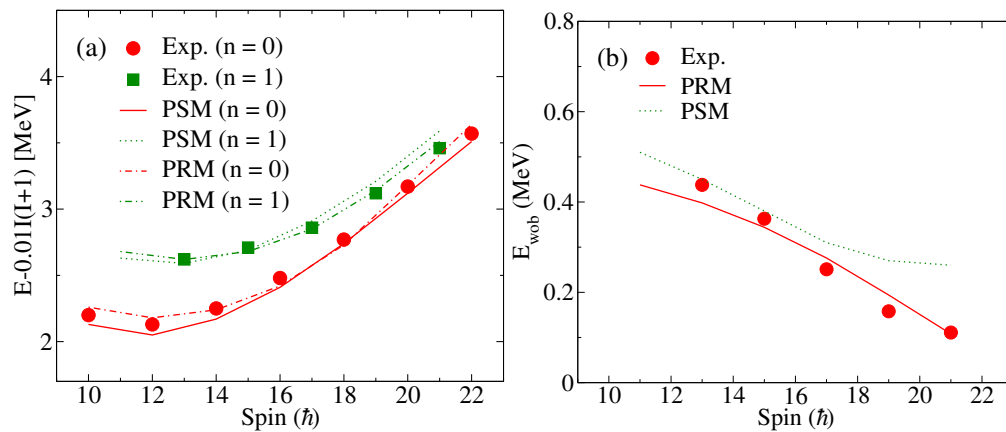 (a)
Exp. (n = 0)
Exp. (n = 1)
PSM (n = 0)
PSM (n = 1)
PRM (n = 0)
PRM (n = 1)
E-0.01I(I+1) [MeV]
4
3
2
10 12 14 16 18 20 22
Spin (ħ)
(b)
Exp.
PRM
PSM
E_wob (MeV)
0.8
0.6
0.4
0.2
0
10 12 14 16 18 20 22
Spin (ħ)